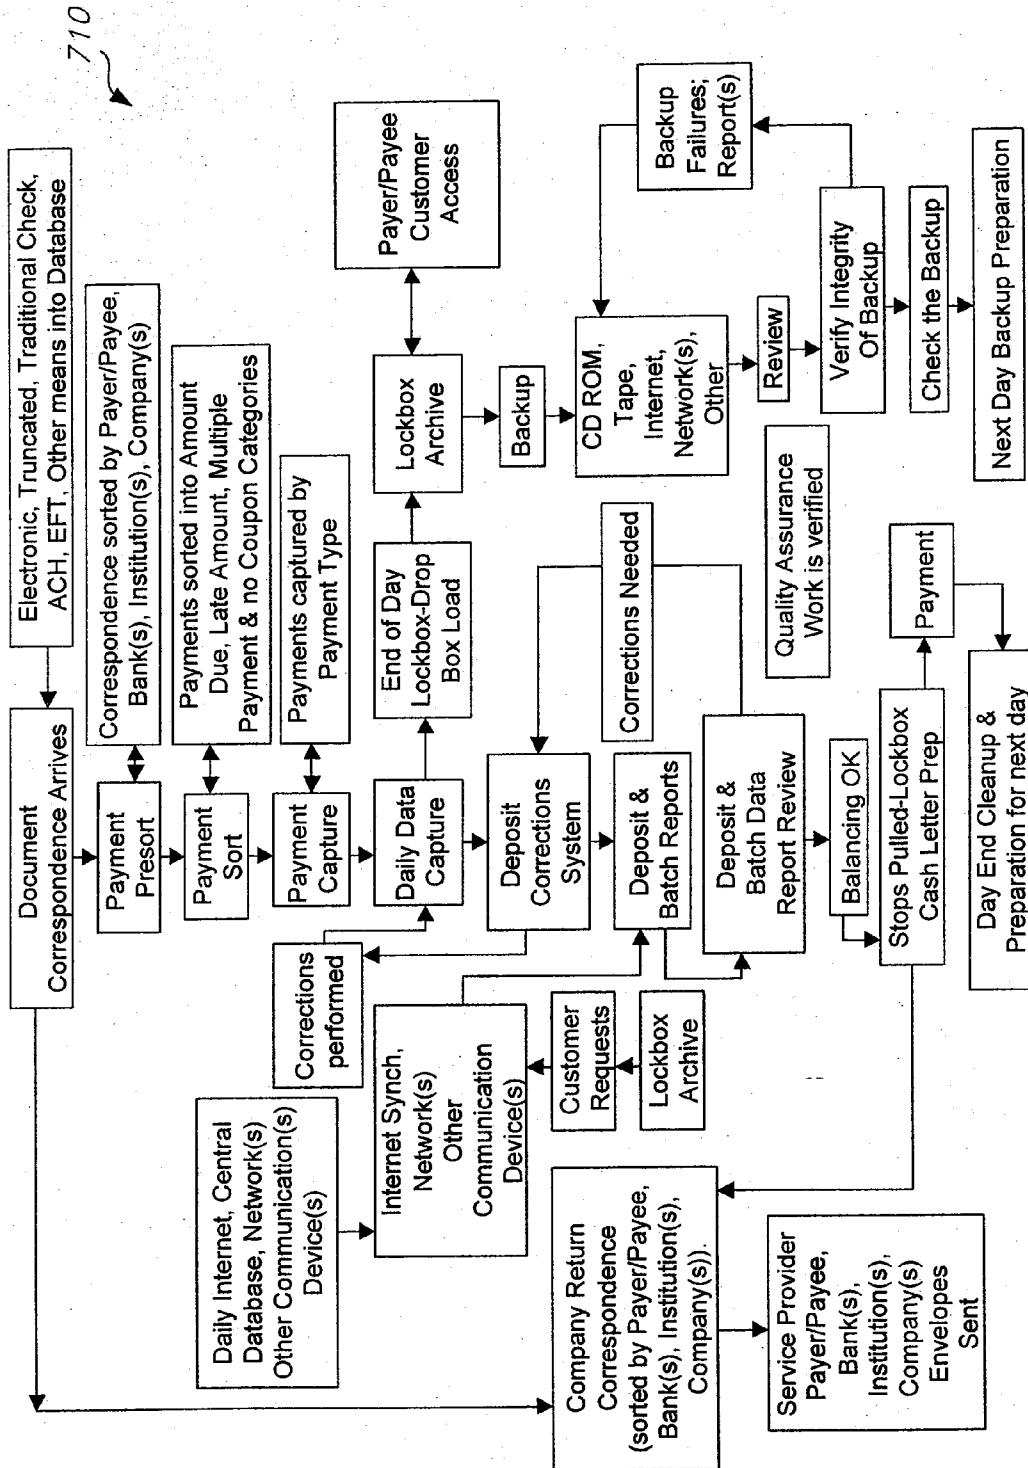 710
Electronic, Truncated, Traditional Check,
ACH, EFT, Other means into Database
Document
Correspondence Arrives
Correspondence sorted by Payer/Payee,
Bank(s), Institution(s), Company(s)
Payment
Presort
Payments sorted into Amount
Due, Late Amount, Multiple
Payment & no Coupon Categories
Payment
Sort
Payments captured by
Payment Type
Payment
Capture
Daily Data
Capture
End of Day
Lockbox-Drop
Box Load
Lockbox
Archive
Payer/Payee
Customer
Access
Corrections
performed
Deposit
Corrections
System
Corrections Needed
Backup
CD ROM,
Tape,
Internet,
Network(s),
Other
Backup
Failures;
Report(s)
Daily Internet, Central
Database, Network(s)
Other Communication(s)
Device(s)
Internet Synch,
Network(s)
Other
Communication
Device(s)
Deposit &
Batch Reports
Customer
Requests
Lockbox
Archive
Deposit &
Batch Data
Report Review
Review
Quality Assurance
Work is verified
Verify Integrity
Of Backup
Balancing OK
Check the Backup
Company Return
Correspondence
(sorted by Payer/Payee,
Bank(s), Institution(s),
Company(s)).
Stops Pulled-Lockbox
Cash Letter Prep
Payment
Next Day Backup Preparation
Service Provider
Payer/Payee,
Bank(s),
Institution(s),
Company(s)
Envelopes
Sent
Day End Cleanup &
Preparation for next day